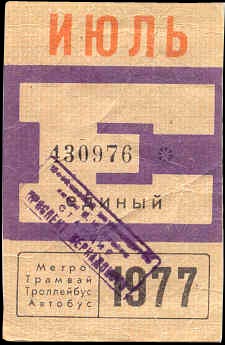 ИЮЛЬ
Е
430976
единый
Метро
Трамвай
Троллейбус
Автобус
1977